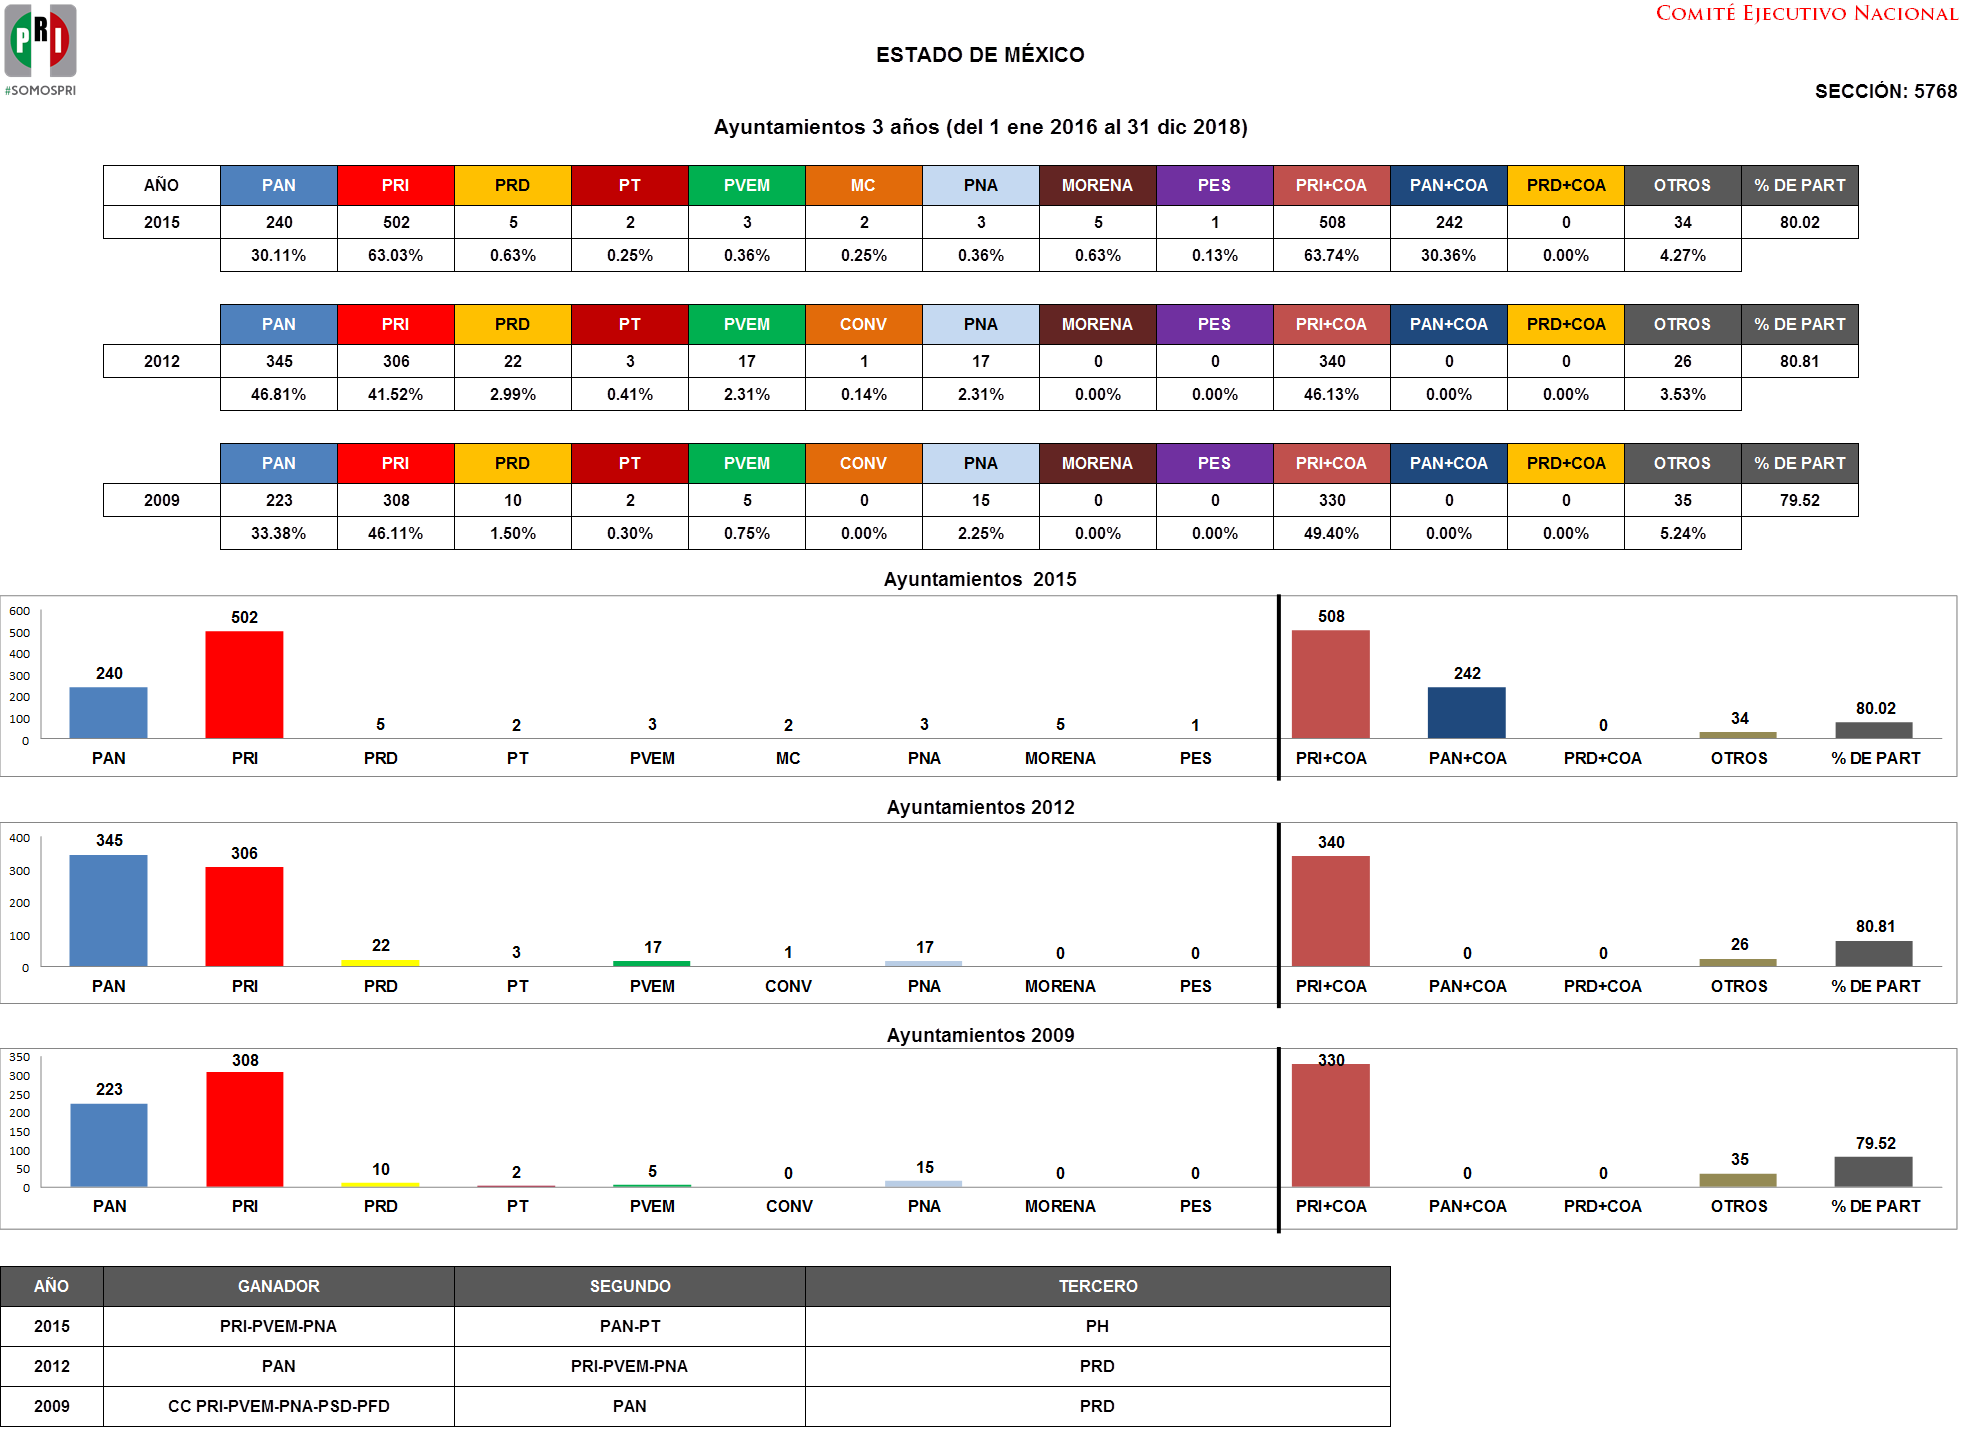 PRI
#SOMOSPRI
COMITÉ EJECUTIVO NACIONAL
ESTADO DE MÉXICO
SECCIÓN: 5768
Ayuntamientos 3 años (del 1 ene 2016 al 31 dic 2018)
AÑO PAN PRI PRD PT PVEM MC PNA MORENA PES PRI+COA PAN+COA PRD+COA OTROS % DE PART
2015 240 502 5 2 3 2 3 5 1 508 242 0 34 80.02
30.11% 63.03% 0.63% 0.25% 0.36% 0.25% 0.36% 0.63% 0.13% 63.74% 30.36% 0.00% 4.27%
PAN PRI PRD PT PVEM CONV PNA MORENA PES PRI+COA PAN+COA PRD+COA OTROS % DE PART
2012 345 306 22 3 17 1 17 0 0 340 0 0 26 80.81
46.81% 41.52% 2.99% 0.41% 2.31% 0.14% 2.31% 0.00% 0.00% 46.13% 0.00% 0.00% 3.53%
PAN PRI PRD PT PVEM CONV PNA MORENA PES PRI+COA PAN+COA PRD+COA OTROS % DE PART
2009 223 308 10 2 5 0 15 0 0 330 0 0 35 79.52
33.38% 46.11% 1.50% 0.30% 0.75% 0.00% 2.25% 0.00% 0.00% 49.40% 0.00% 0.00% 5.24%
Ayuntamientos 2015
600
500
400
300
200
100
0
240 502 5 2 3 2 3 5 1 508 242 0 34 80.02
PAN PRI PRD PT PVEM MC PNA MORENA PES PRI+COA PAN+COA PRD+COA OTROS % DE PART
Ayuntamientos 2012
400
300
200
100
0
345 306 22 3 17 1 17 0 0 340 0 0 26 80.81
PAN PRI PRD PT PVEM CONV PNA MORENA PES PRI+COA PAN+COA PRD+COA OTROS % DE PART
Ayuntamientos 2009
350
300
250
200
150
100
50
0
223 308 10 2 5 0 15 0 0 330 0 0 35 79.52
PAN PRI PRD PT PVEM CONV PNA MORENA PES PRI+COA PAN+COA PRD+COA OTROS % DE PART
AÑO GANADOR SEGUNDO TERCERO
2015 PRI-PVEM-PNA PAN-PT PH
2012 PAN PRI-PVEM-PNA PRD
2009 CC PRI-PVEM-PNA-PSD-PFD PAN PRD